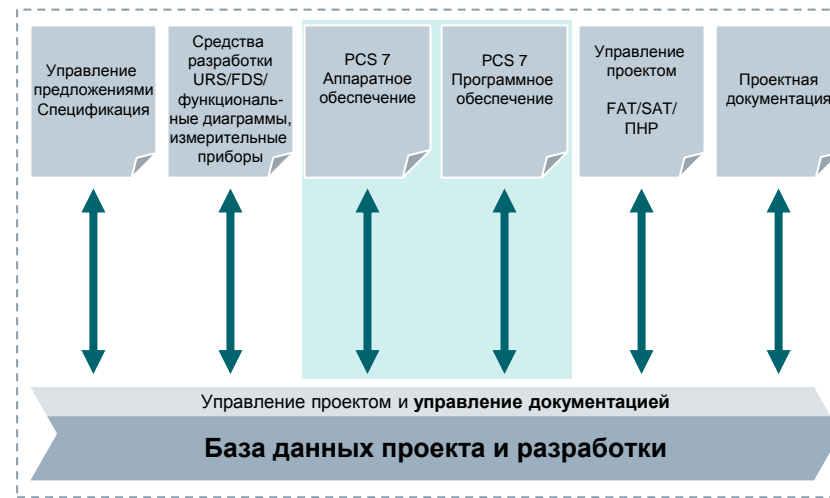 Управление
предложениями
Спецификация
Средства
разработки
URS/FDS/
функциональ-
ные диаграммы,
измерительные
приборы
PCS 7
Аппаратное
обеспечение
PCS 7
Программное
обеспечение
Управление
проектом
FAT/SAT/
ПНР
Проектная
документация
Управление проектом и управление документацией
База данных проекта и разработки